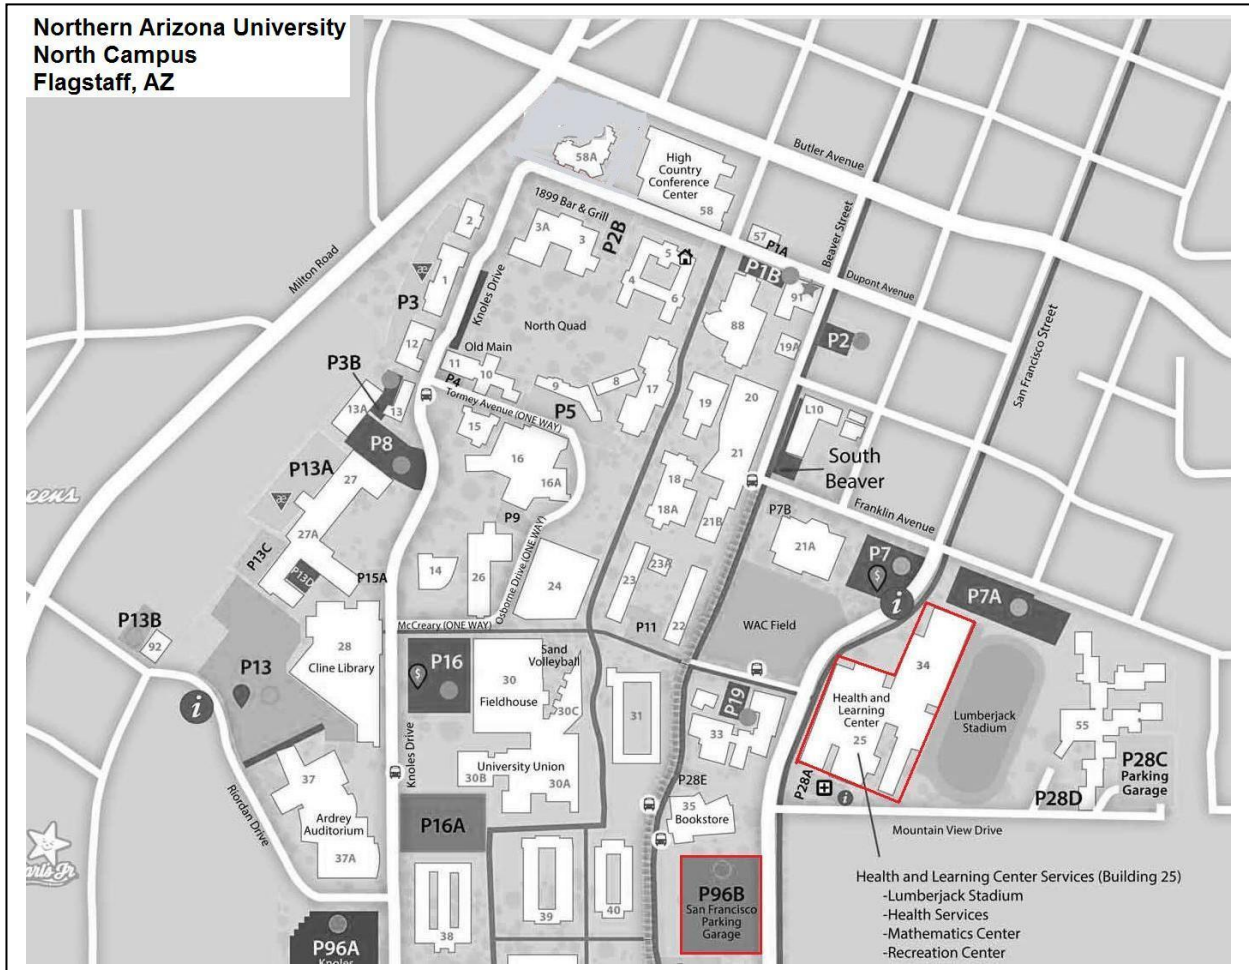 Northern Arizona University
North Campus
Flagstaff, AZ
58A
High
Country
Conference
Center
58
Butler Avenue
1899 Bar & Grill
2
3A
3
P2B
57
P1A
Beaver Street
Milton Road
æ
1
P3
Knoles Drive
5
4
6
P1B
91
Dupont Avenue
North Quad
88
San Francisco Street
12
Old Main
19A
P2
P3B
11
10
P4
9
8
17
13A
13
Tormey Avenue (ONE WAY)
P5
19
20
L10
P8
15
P13A
27
16
16A
21
South
Beaver
æ
18
18A
21B
P7B
Franklin Avenue
27A
P9
21A
P7
$
P13C
P13D
P15A
14
26
Osborne Drive (ONE WAY)
24
23
23A
22
i
P7A
P13B
92
McCreary (ONE WAY)
P11
WAC Field
28
Cline Library
P13
P16
$
30
Fieldhouse
Sand
Volleyball
30C
34
i
31
P19
33
Health and
Learning
Center
25
Lumberjack
Stadium
55
Knoles Drive
University Union
30B
30A
P28E
P28A
i
P28C
Parking
Garage
P28D
37
Riordan Drive
Ardrey
Auditorium
37A
P16A
35
Bookstore
Mountain View Drive
38
39
40
P96B
San Francisco
Parking
Garage
P96A
Knoles
Health and Learning Center Services (Building 25)
-Lumberjack Stadium
-Health Services
-Mathematics Center
-Recreation Center